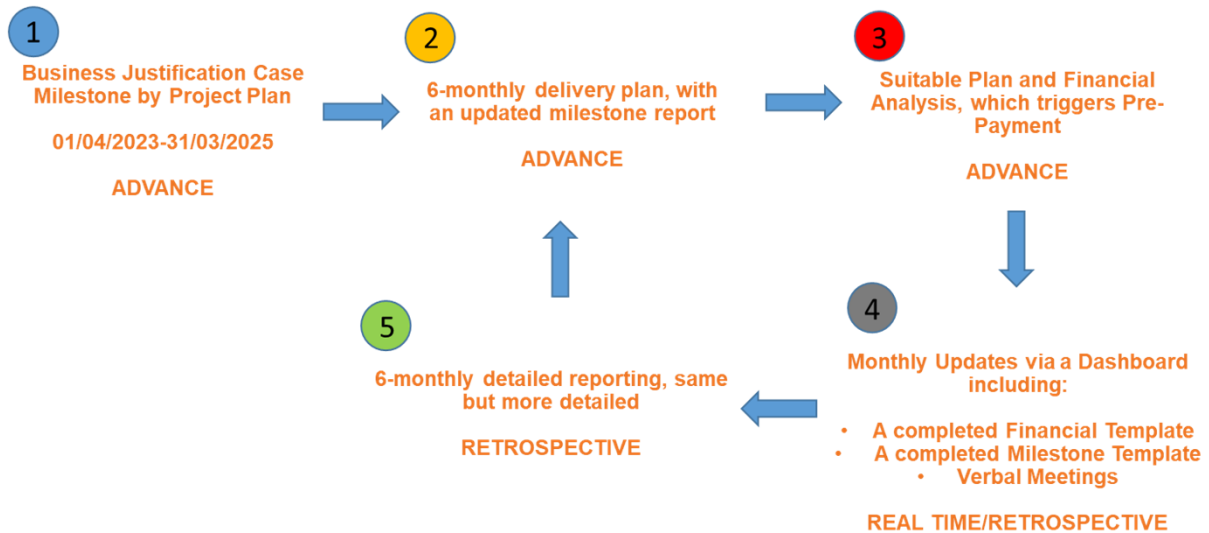 1
Business Justification Case
Milestone by Project Plan
01/04/2023-31/03/2025
ADVANCE
2
6-monthly delivery plan, with
an updated milestone report
ADVANCE
3
Suitable Plan and Financial
Analysis, which triggers Pre-
Payment
ADVANCE
4
Monthly Updates via a Dashboard
including:
• A completed Financial Template
• A completed Milestone Template
• Verbal Meetings
REAL TIME/RETROSPECTIVE
5
6-monthly detailed reporting, same
but more detailed
RETROSPECTIVE